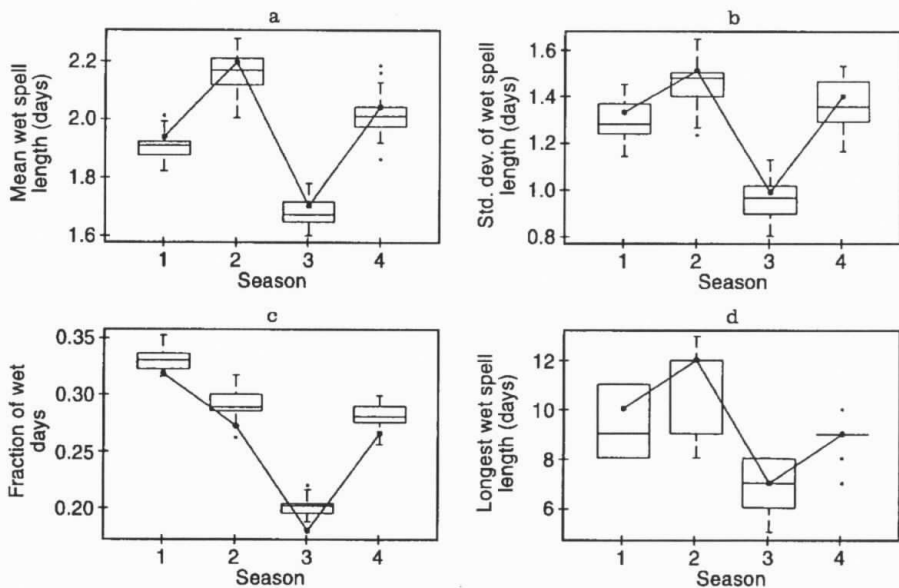 a
Mean wet spell
length (days)
2.2
2.0
1.8
1.6
1 2 3 4
Season
b
Std. dev. of wet spell
length (days)
1.6
1.4
1.2
1.0
0.8
1 2 3 4
Season
c
Fraction of wet
days
0.35
0.30
0.25
0.20
1 2 3 4
Season
d
Longest wet spell
length (days)
12
10
8
6
1 2 3 4
Season